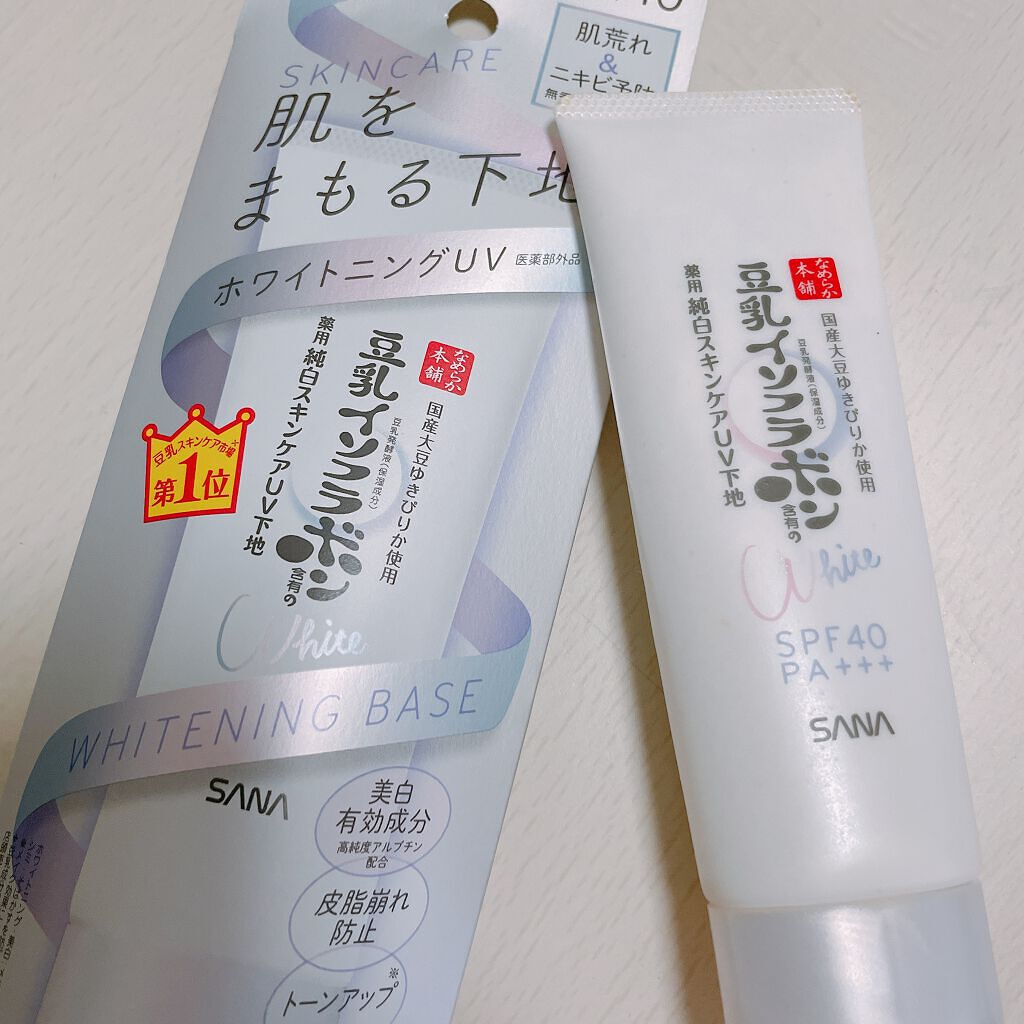 SKINCARE
肌を
まもる下地
肌荒れ
&
ニキビ予防
ホワイトニングUV 医薬部外品
なめらか
本舗
国産大豆ゆきぴりか使用
豆乳発酵液(保湿成分)
豆乳イソフラボン含有の
薬用 純白スキンケアUV下地
White
豆乳スキンケア市場
第1位
WHITENING BASE
SANA
美白
有効成分
高純度アルブチン
配合
皮脂崩れ
防止
トーンアップ※
なめらか
本舗
国産大豆ゆきぴりか使用
豆乳発酵液(保湿成分)
豆乳イソフラボン含有の
薬用 純白スキンケアUV下地
White
SPF40
PA+++
SANA